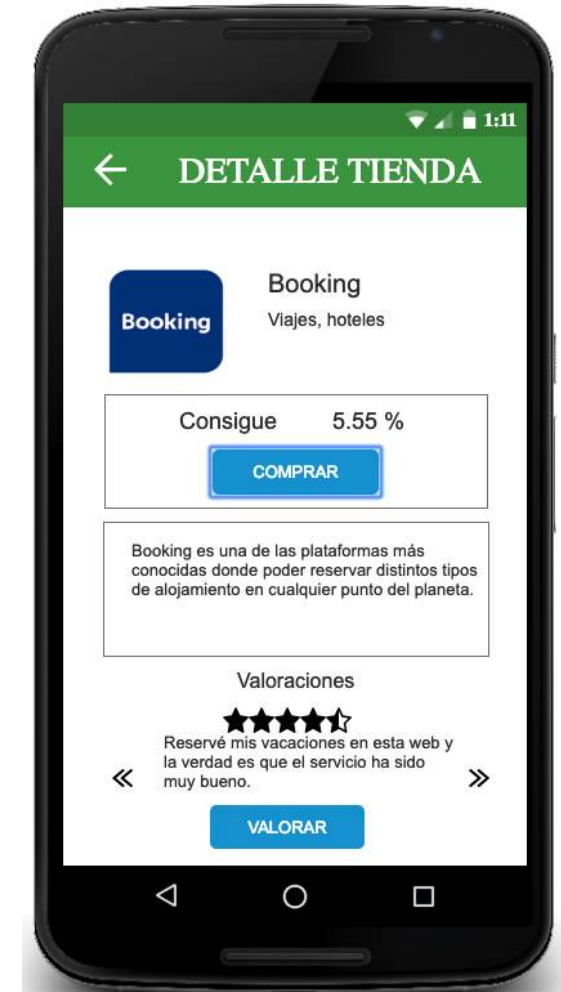 1:11
DETALLE TIENDA
Booking
Booking
Viajes, hoteles
Consigue 5.55 %
COMPRAR
Booking es una de las plataformas más
conocidas donde poder reservar distintos tipos
de alojamiento en cualquier punto del planeta.
Valoraciones
Reservé mis vacaciones en esta web y
la verdad es que el servicio ha sido
muy bueno.
VALORAR